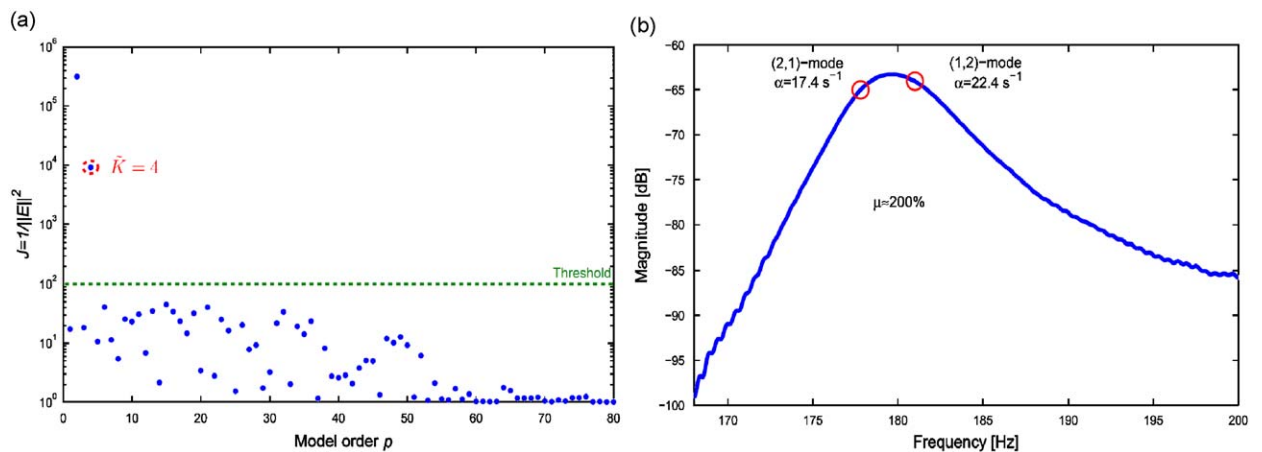 (a)
10^6
10^5
10^4
10^3
10^2
10^1
10^0
J=1/||E||^2
K̃ = 4
Threshold
0 10 20 30 40 50 60 70 80
Model order p
(b)
−60
−65
−70
−75
−80
−85
−90
−95
−100
Magnitude [dB]
(2,1)−mode
α=17.4 s^−1
(1,2)−mode
α=22.4 s^−1
μ≈200%
170 175 180 185 190 195 200
Frequency [Hz]